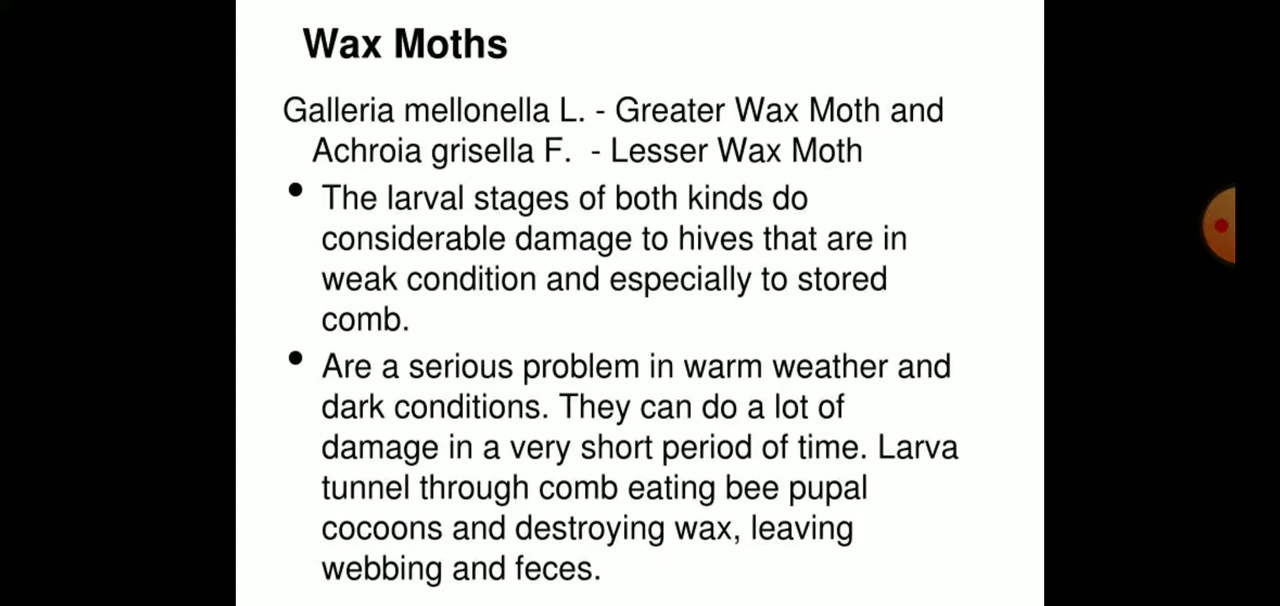 Wax Moths
Galleria mellonella L. - Greater Wax Moth and
Achroia grisella F.  - Lesser Wax Moth
• The larval stages of both kinds do
considerable damage to hives that are in
weak condition and especially to stored
comb.
• Are a serious problem in warm weather and
dark conditions. They can do a lot of
damage in a very short period of time. Larva
tunnel through comb eating bee pupal
cocoons and destroying wax, leaving
webbing and feces.